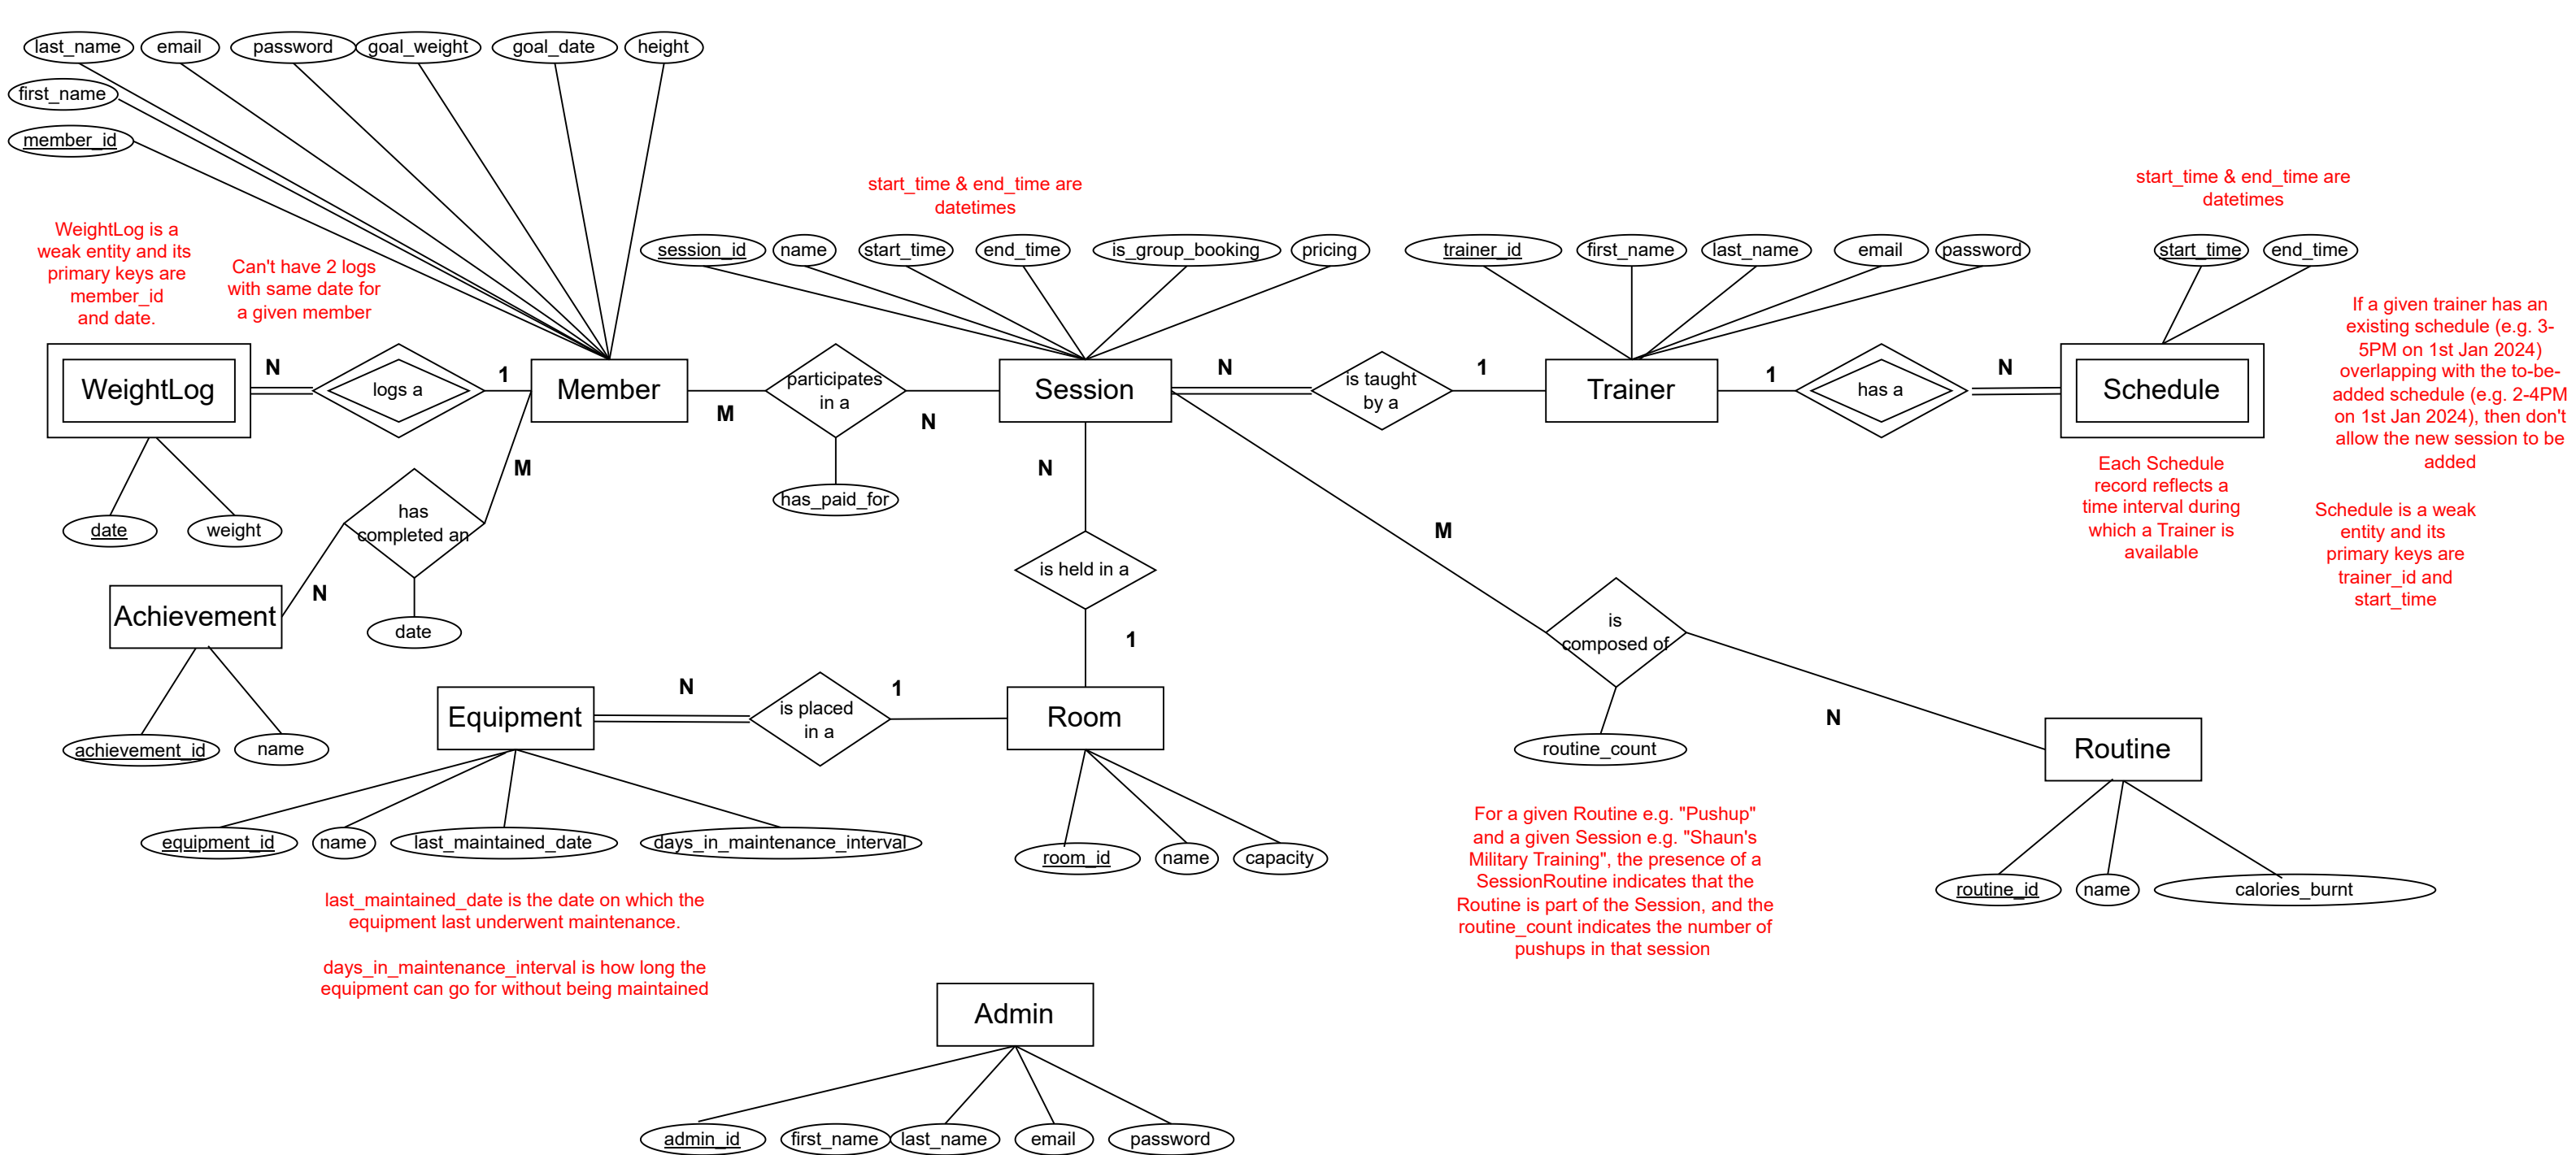 last_name
email
password
goal_weight
goal_date
height
first_name
member_id
start_time & end_time are
datetimes
start_time & end_time are
datetimes
WeightLog is a
weak entity and its
primary keys are
member_id
and date.
Can't have 2 logs
with same date for
a given member
session_id
name
start_time
end_time
is_group_booking
pricing
trainer_id
first_name
last_name
email
password
start_time
end_time
If a given trainer has an
existing schedule (e.g. 3-
5PM on 1st Jan 2024)
overlapping with the to-be-
added schedule (e.g. 2-4PM
on 1st Jan 2024), then don't
allow the new session to be
added
WeightLog
N
logs a
1
Member
M
participates
in a
N
Session
N
is taught
by a
1
Trainer
1
has a
N
Schedule
has_paid_for
Each Schedule
record reflects a
time interval during
which a Trainer is
available
Schedule is a weak
entity and its
primary keys are
trainer_id and
start_time
date
weight
M
has
completed an
N
date
Achievement
achievement_id
name
N
is held in a
1
M
is
composed of
N
routine_count
Equipment
N
is placed
in a
1
Room
Routine
equipment_id
name
last_maintained_date
days_in_maintenance_interval
room_id
name
capacity
routine_id
name
calories_burnt
last_maintained_date is the date on which the
equipment last underwent maintenance.
days_in_maintenance_interval is how long the
equipment can go for without being maintained
For a given Routine e.g. "Pushup"
and a given Session e.g. "Shaun's
Military Training", the presence of a
SessionRoutine indicates that the
Routine is part of the Session, and the
routine_count indicates the number of
pushups in that session
Admin
admin_id
first_name
last_name
email
password